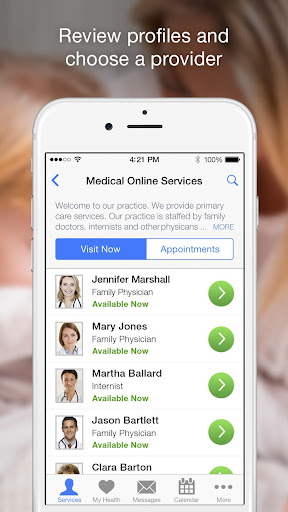 Review profiles and
choose a provider
4:21 PM
100%
Medical Online Services
Welcome to our practice. We provide primary
care services. Our practice is staffed by family
doctors, internists and otherphysicans ... MORE
Visit Now
Appointments
Jennifer Marshall
Family Physician
Available Now
Mary Jones
Family Physician
Available Now
Martha Ballard
Internist
Available Now
Jason Bartlett
Family Physician
Available Now
Clara Barton
Services
My Health
Messages
Calendar
More